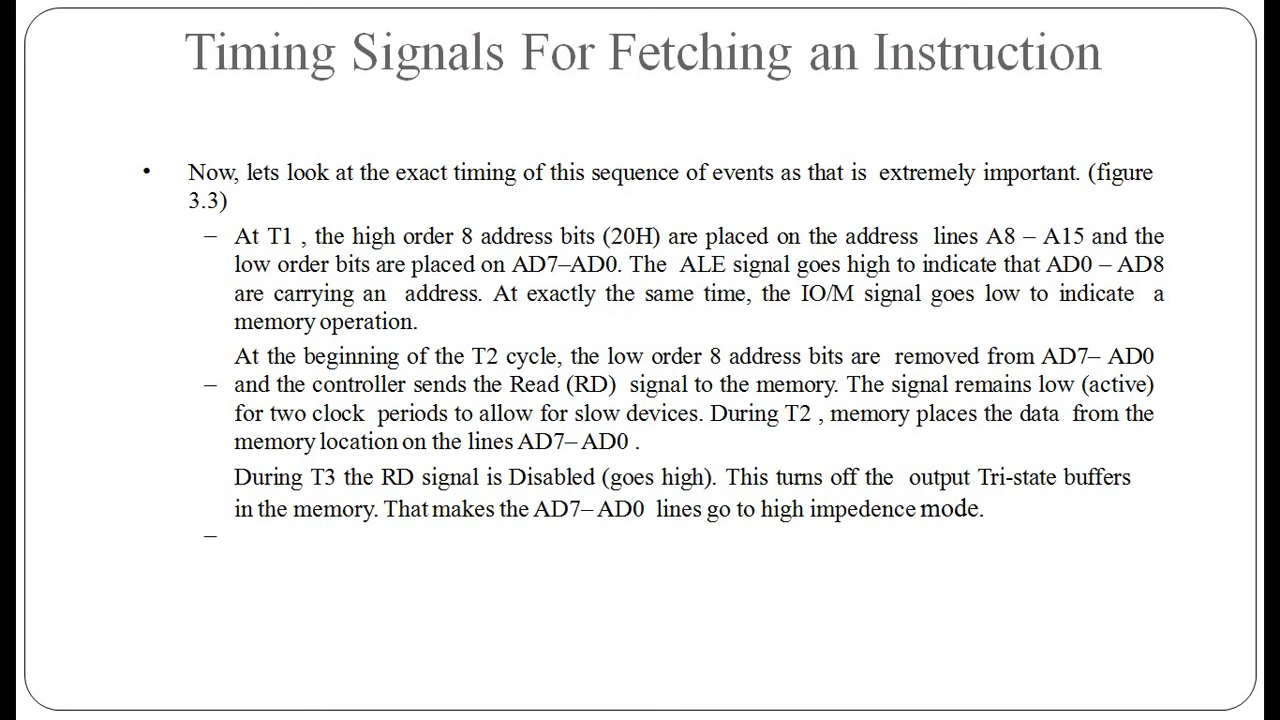 Timing Signals For Fetching an Instruction
• Now, lets look at the exact timing of this sequence of events as that is extremely important. (figure
3.3)
– At T1 , the high order 8 address bits (20H) are placed on the address lines A8 – A15 and the
low order bits are placed on AD7–AD0. The ALE signal goes high to indicate that AD0 – AD8
are carrying an address. At exactly the same time, the IO/M signal goes low to indicate a
memory operation.
At the beginning of the T2 cycle, the low order 8 address bits are removed from AD7– AD0
– and the controller sends the Read (RD) signal to the memory. The signal remains low (active)
for two clock periods to allow for slow devices. During T2 , memory places the data from the
memory location on the lines AD7– AD0 .
During T3 the RD signal is Disabled (goes high). This turns off the output Tri-state buffers
in the memory. That makes the AD7– AD0 lines go to high impedence mode.
–